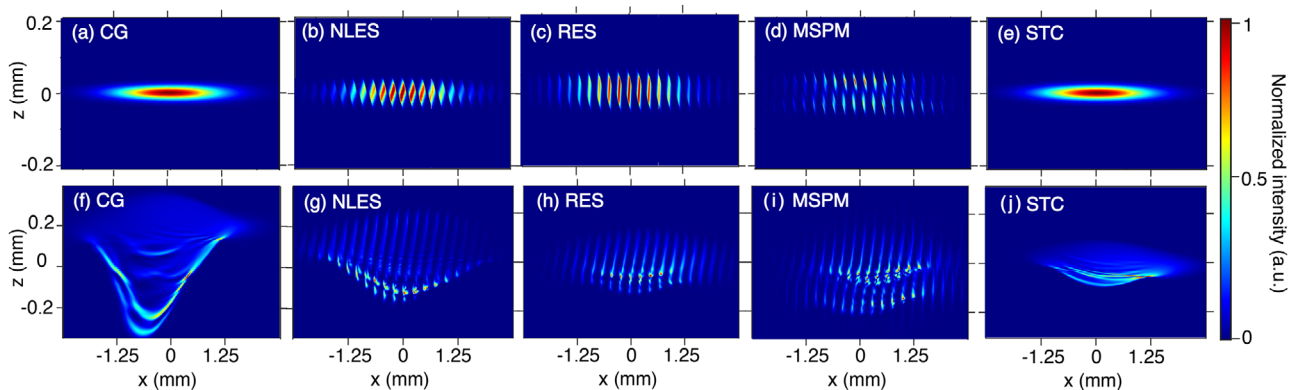 (a) CG
(b) NLES
(c) RES
(d) MSPM
(e) STC
0.2
0
-0.2
z (mm)
(f) CG
(g) NLES
(h) RES
(i) MSPM
(j) STC
0.2
0
-0.2
z (mm)
-1.25 0 1.25
-1.25 0 1.25
-1.25 0 1.25
-1.25 0 1.25
-1.25 0 1.25
x (mm)
x (mm)
x (mm)
x (mm)
x (mm)
1
0.5
0
Normalized intensity (a.u.)